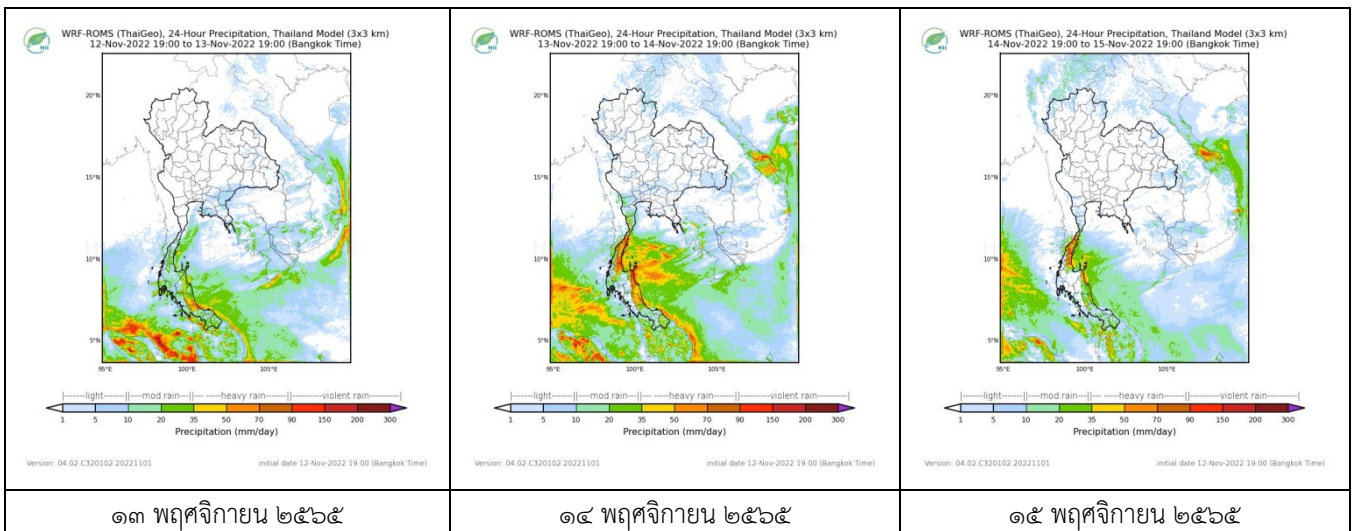 HII
WRF-ROMS (ThaiGeo), 24-Hour Precipitation, Thailand Model (3x3 km)
12-Nov-2022 19:00 to 13-Nov-2022 19:00 (Bangkok Time)
20°N
15°N
10°N
5°N
95°E
100°E
105°E
|------light------||---mod rain---||--- heavy rain------||-------violent rain-------|
1 5 10 20 35 50 70 90 150 200 300
Precipitation (mm/day)
Version: 04.02.C320102.20221101
initial date 12-Nov-2022 19:00 (Bangkok Time)
๑๓ พฤศจิกายน ๒๕๖๕
HII
WRF-ROMS (ThaiGeo), 24-Hour Precipitation, Thailand Model (3x3 km)
13-Nov-2022 19:00 to 14-Nov-2022 19:00 (Bangkok Time)
20°N
15°N
10°N
5°N
95°E
100°E
105°E
|------light------||---mod rain---||--- heavy rain------||-------violent rain-------|
1 5 10 20 35 50 70 90 150 200 300
Precipitation (mm/day)
Version: 04.02.C320102.20221101
initial date 12-Nov-2022 19:00 (Bangkok Time)
๑๔ พฤศจิกายน ๒๕๖๕
HII
WRF-ROMS (ThaiGeo), 24-Hour Precipitation, Thailand Model (3x3 km)
14-Nov-2022 19:00 to 15-Nov-2022 19:00 (Bangkok Time)
20°N
15°N
10°N
5°N
95°E
100°E
105°E
|------light------||---mod rain---||--- heavy rain------||-------violent rain-------|
1 5 10 20 35 50 70 90 150 200 300
Precipitation (mm/day)
Version: 04.02.C320102.20221101
initial date 12-Nov-2022 19:00 (Bangkok Time)
๑๕ พฤศจิกายน ๒๕๖๕